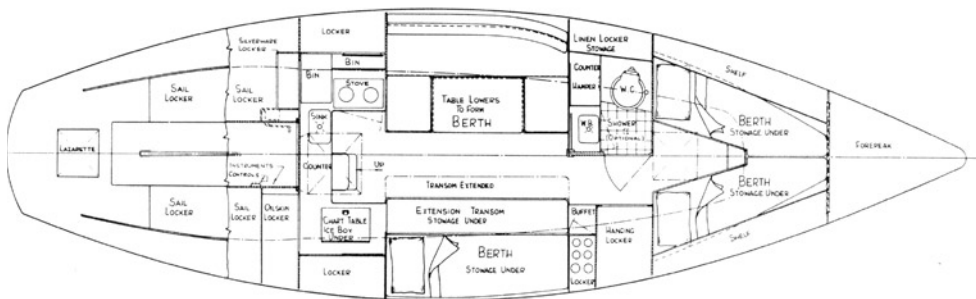 LAZARETTE
SAIL
LOCKER
SAIL
LOCKER
SAIL
LOCKER
SAIL
LOCKER
SILVERWARE
LOCKER
INSTRUMENTS
CONTROLS
OILSKIN
LOCKER
LOCKER
BIN
BIN
STOVE
SINK
COUNTER
UP
CHART TABLE
ICE BOX
UNDER
LOCKER
TABLE LOWERS
TO FORM
BERTH
TRANSOM EXTENDED
EXTENSION TRANSOM
STOWAGE UNDER
BERTH
STOWAGE UNDER
LINEN LOCKER
STOWAGE
COUNTER
HAMPER
W.C.
W.B.
SHOWER
(OPTIONAL)
BUFFET
LOCKER
HANGING
LOCKER
SHELF
BERTH
STOWAGE UNDER
BERTH
STOWAGE UNDER
SHELF
FOREPEAK